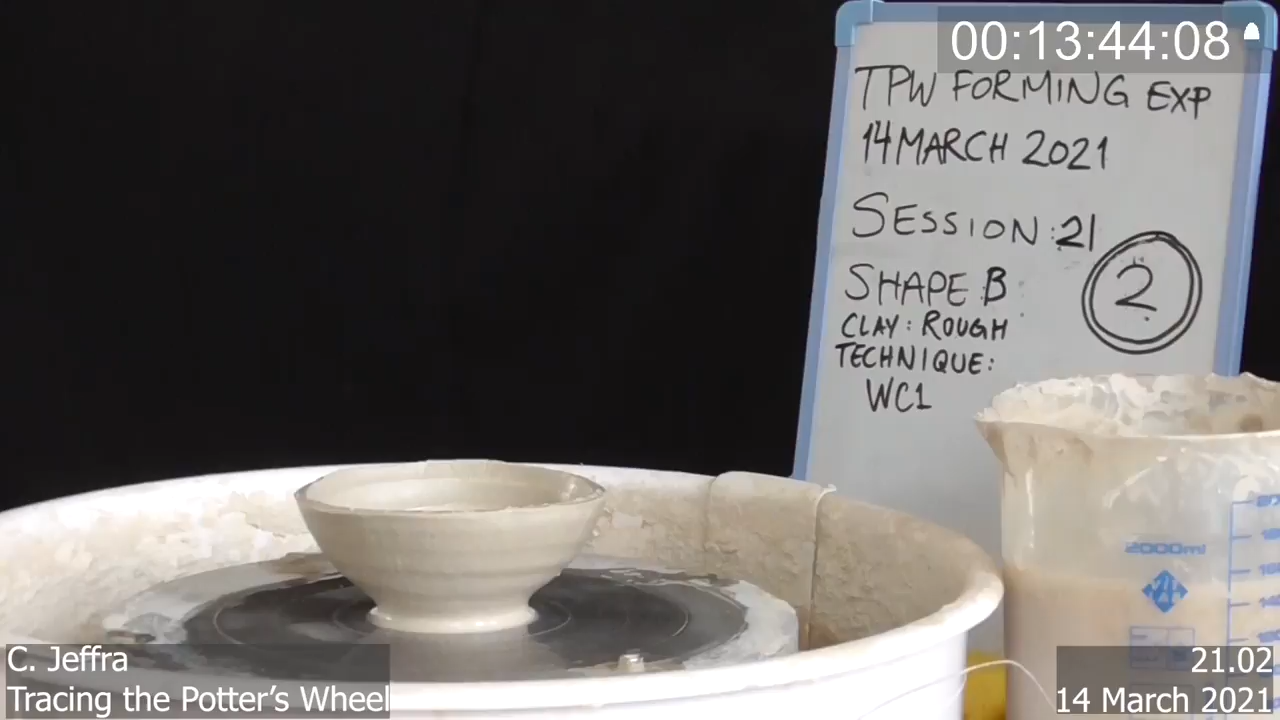 00:13:44:08
TPW FORMING EXP
14 MARCH 2021
SESSION: 21
SHAPE B
2
CLAY: ROUGH
TECHNIQUE:
WC1
C. Jeffra
Tracing the Potter's Wheel
21.02
14 March 2021